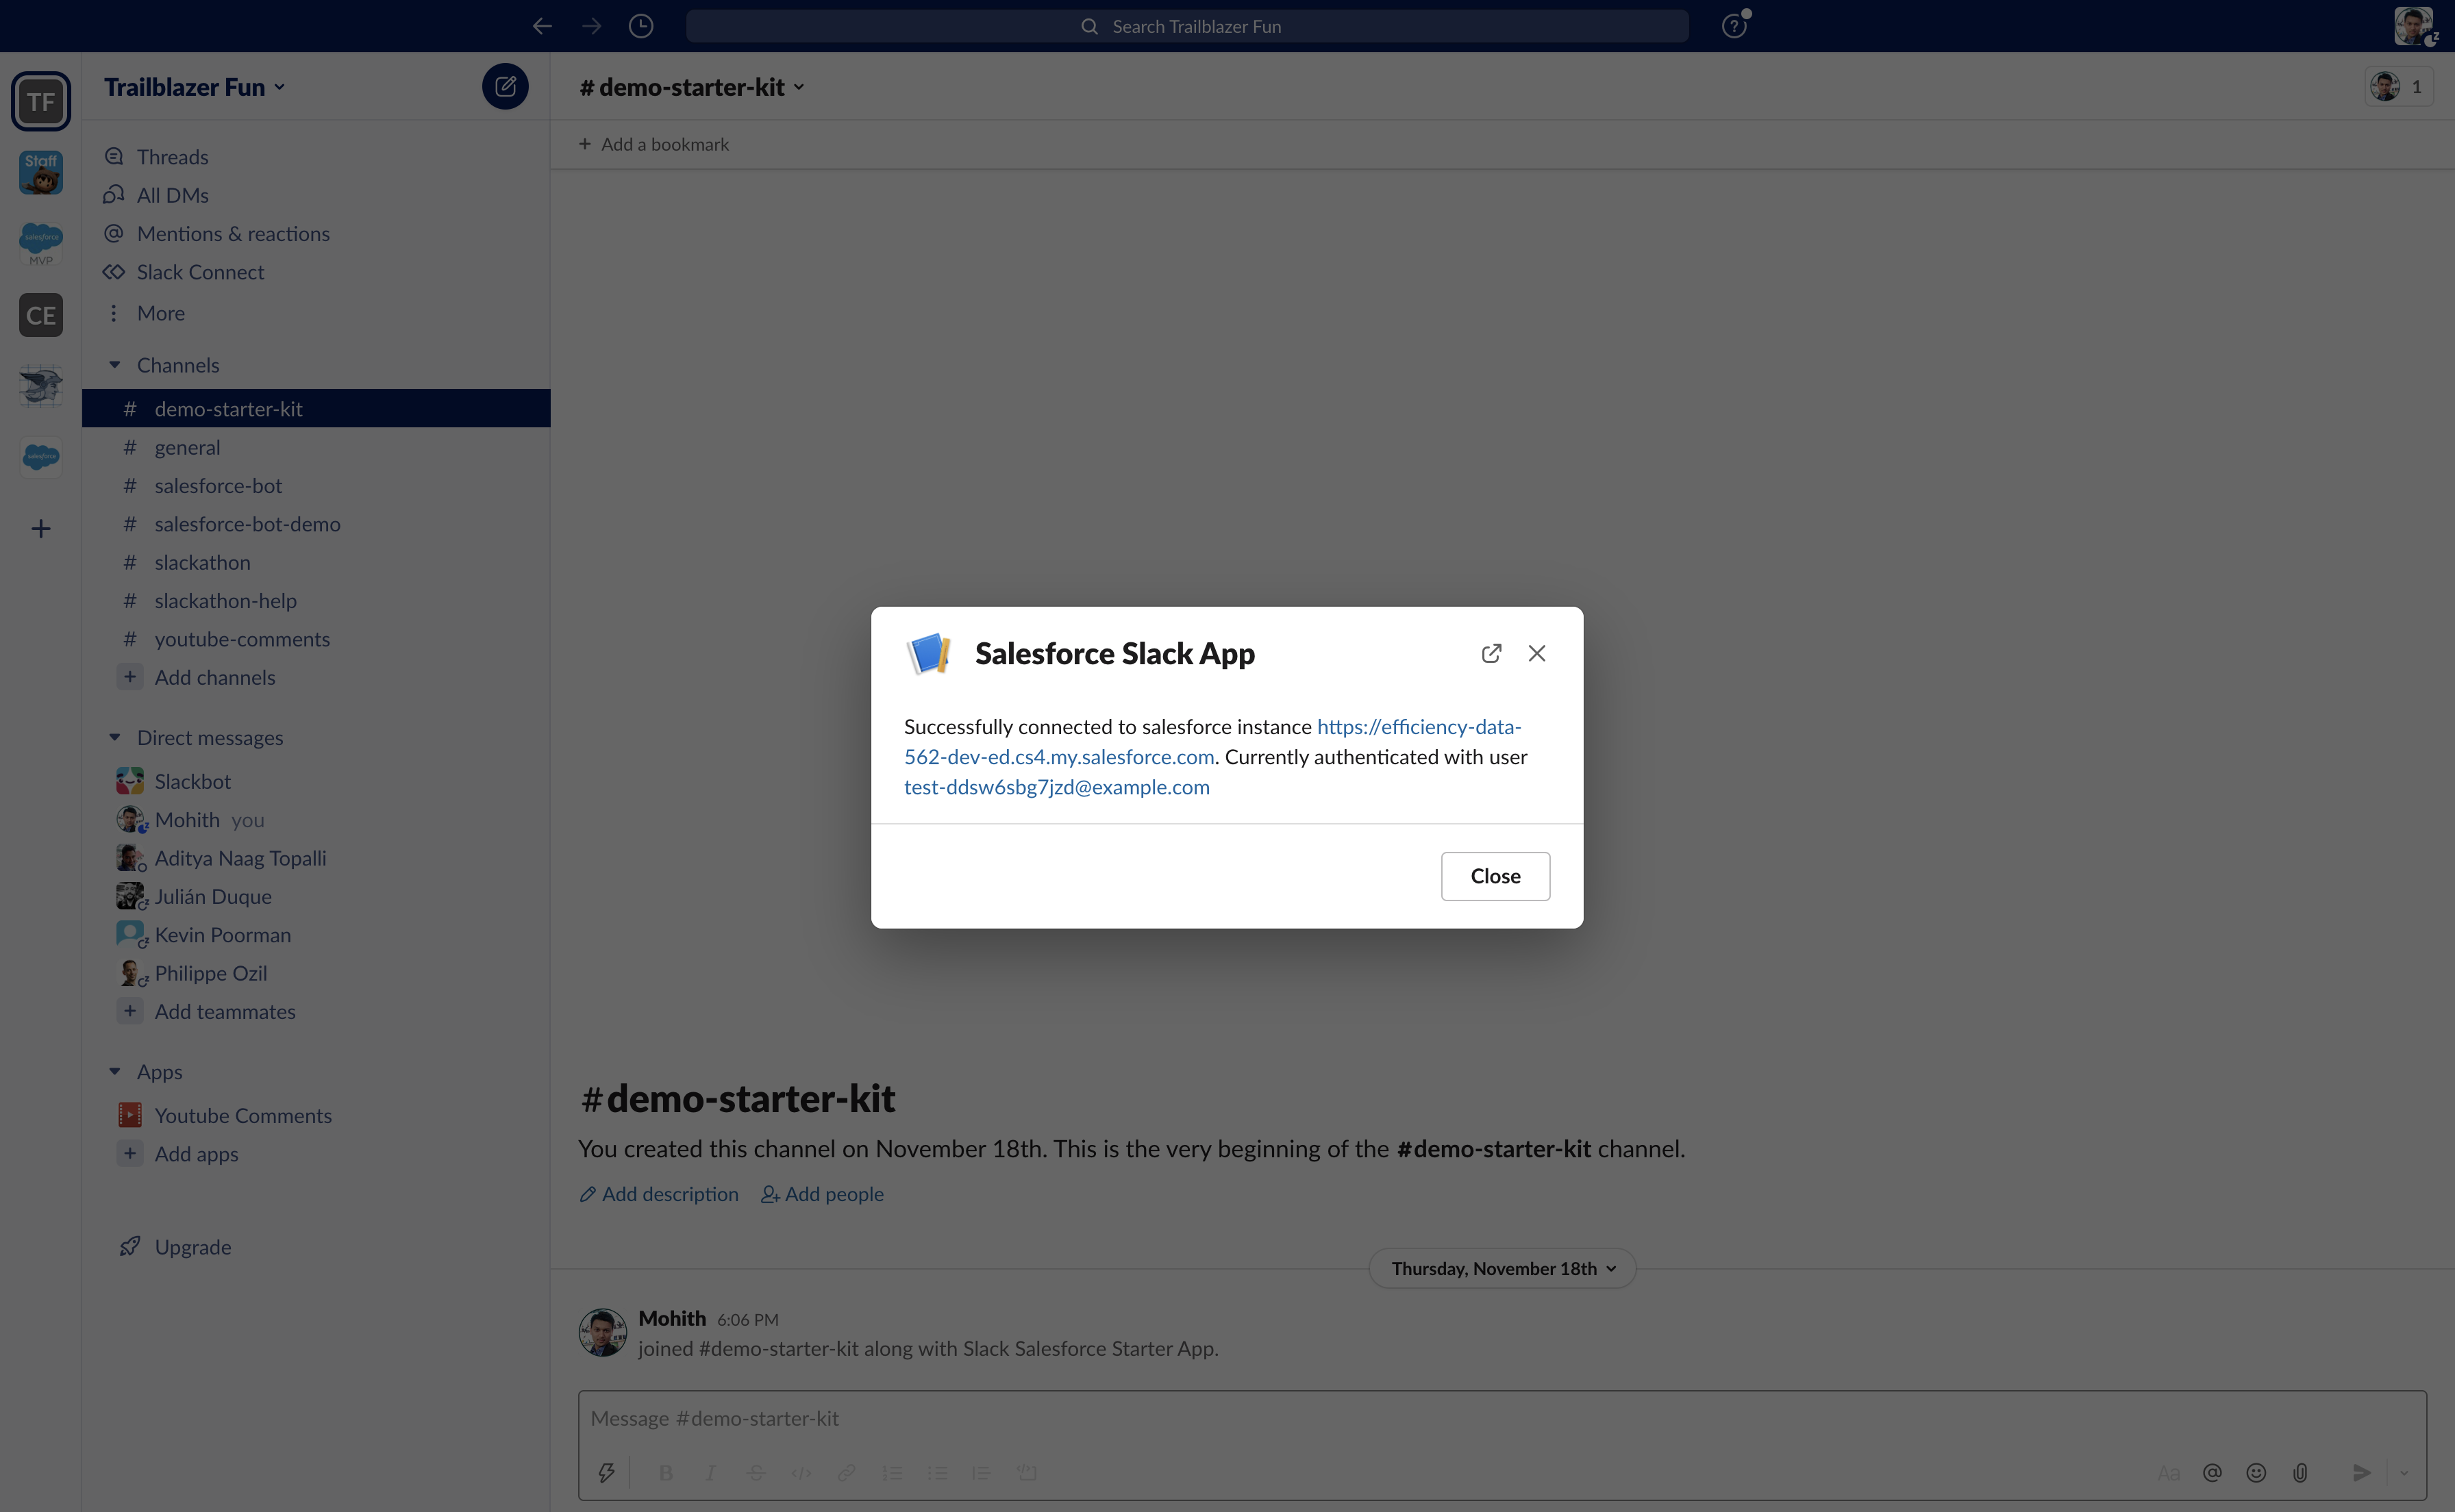 Search Trailblazer Fun
TF
Trailblazer Fun
# demo-starter-kit
1
Staff
Threads
+ Add a bookmark
All DMs
salesforce
MVP
Mentions & reactions
Slack Connect
CE
More
Channels
# demo-starter-kit
# general
salesforce
# salesforce-bot
# salesforce-bot-demo
# slackathon
# slackathon-help
# youtube-comments
+ Add channels
Direct messages
Slackbot
Mohith you
Aditya Naag Topalli
Julián Duque
Kevin Poorman
Philippe Ozil
+ Add teammates
Apps
Youtube Comments
+ Add apps
Upgrade
Salesforce Slack App
Successfully connected to salesforce instance https://efficiency-data-
562-dev-ed.cs4.my.salesforce.com. Currently authenticated with user
test-ddsw6sbg7jzd@example.com
Close
#demo-starter-kit
You created this channel on November 18th. This is the very beginning of the #demo-starter-kit channel.
Add description Add people
Thursday, November 18th
Mohith 6:06 PM
joined #demo-starter-kit along with Slack Salesforce Starter App.
Message #demo-starter-kit
B I S Aa @